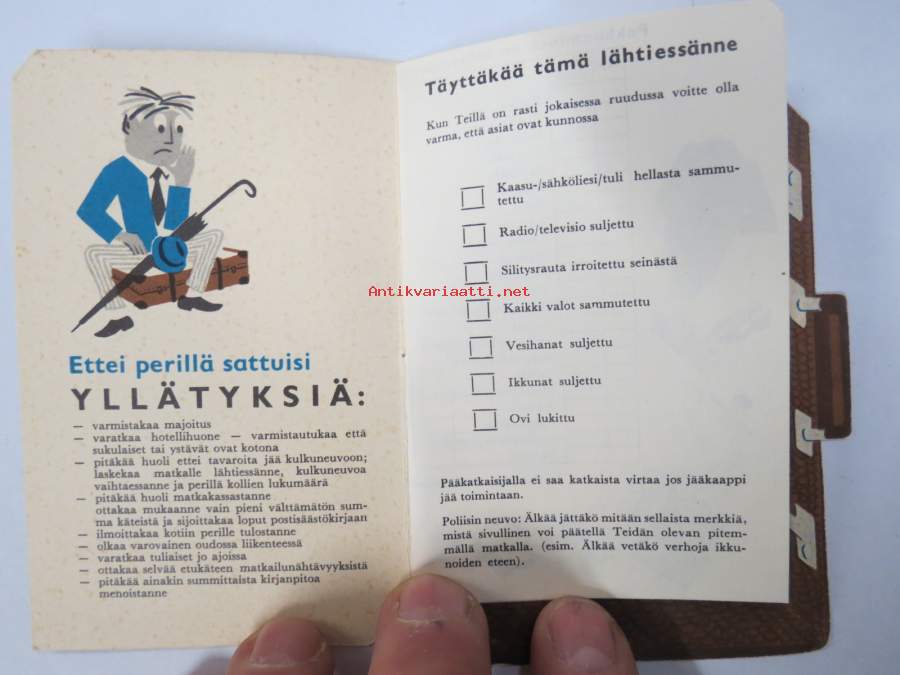 Ettei perillä sattuisi
YLLÄTYKSIÄ:
— varmistakaa majoitus
— varatkaa hotellihuone — varmistautukaa että
sukulaiset tai ystävät ovat kotona
— pitäkää huoli ettei tavaroita jää kulkuneuvoon;
laskekaa matkalle lähtiessänne, kulkuneuvoa
vaihtaessanne ja perillä kollien lukumäärä
— pitäkää huoli matkakassastanne
ottakaa mukaanne vain pieni välttämätön sum-
ma käteistä ja sijoittakaa loput postisäästökirjaan
— ilmoittakaa kotiin perille tulostanne
— olkaa varovainen oudossa liikenteessä
— varatkaa tuliaiset jo ajoissa
— ottakaa selvää etukäteen matkailunähtävyyksistä
— pitäkää ainakin summittaista kirjanpitoa
menoistanne
Täyttäkää tämä lähtiessänne
Kun Teillä on rasti jokaisessa ruudussa voitte olla
varma, että asiat ovat kunnossa
Kaasu-/sähköliesi/tuli hellasta sammu-
tettu
Radio/televisio suljettu
Silitysrauta irroitettu seinästä
Kaikki valot sammutettu
Vesihanat suljettu
Ikkunat suljettu
Ovi lukittu
Pääkatkaisijalla ei saa katkaista virtaa jos jääkaappi
jää toimintaan.
Poliisin neuvo: Älkää jättäkö mitään sellaista merkkiä,
mistä sivullinen voi päätellä Teidän olevan pitem-
mällä matkalla. (esim. Älkää vetäkö verhoja ikku-
noiden eteen).
Antikvariaatti.net